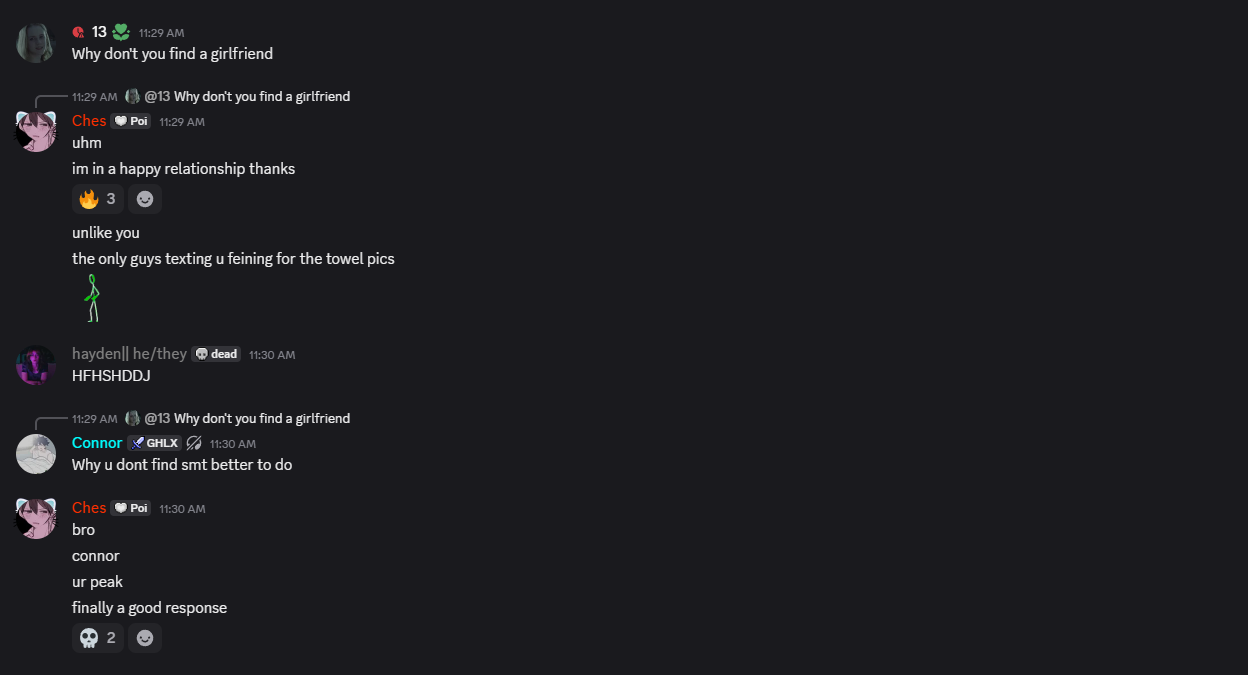 13 11:29 AM
Why don't you find a girlfriend
11:29 AM @13 Why don't you find a girlfriend
Ches Poi 11:29 AM
uhm
im in a happy relationship thanks
3
unlike you
the only guys texting u feining for the towel pics
hayden|| he/they dead 11:30 AM
HFHSHDDJ
11:29 AM @13 Why don't you find a girlfriend
Connor GHLX 11:30 AM
Why u dont find smt better to do
Ches Poi 11:30 AM
bro
connor
ur peak
finally a good response
2